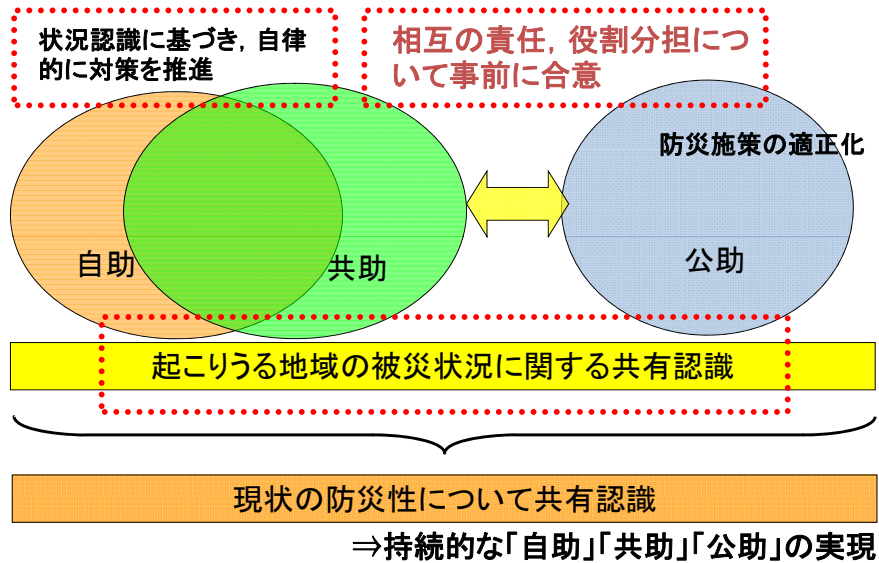 状況認識に基づき，自律
的に対策を推進
相互の責任，役割分担につ
いて事前に合意
防災施策の適正化
自助
共助
公助
起こりうる地域の被災状況に関する共有認識
現状の防災性について共有認識
⇒持続的な「自助」「共助」「公助」の実現